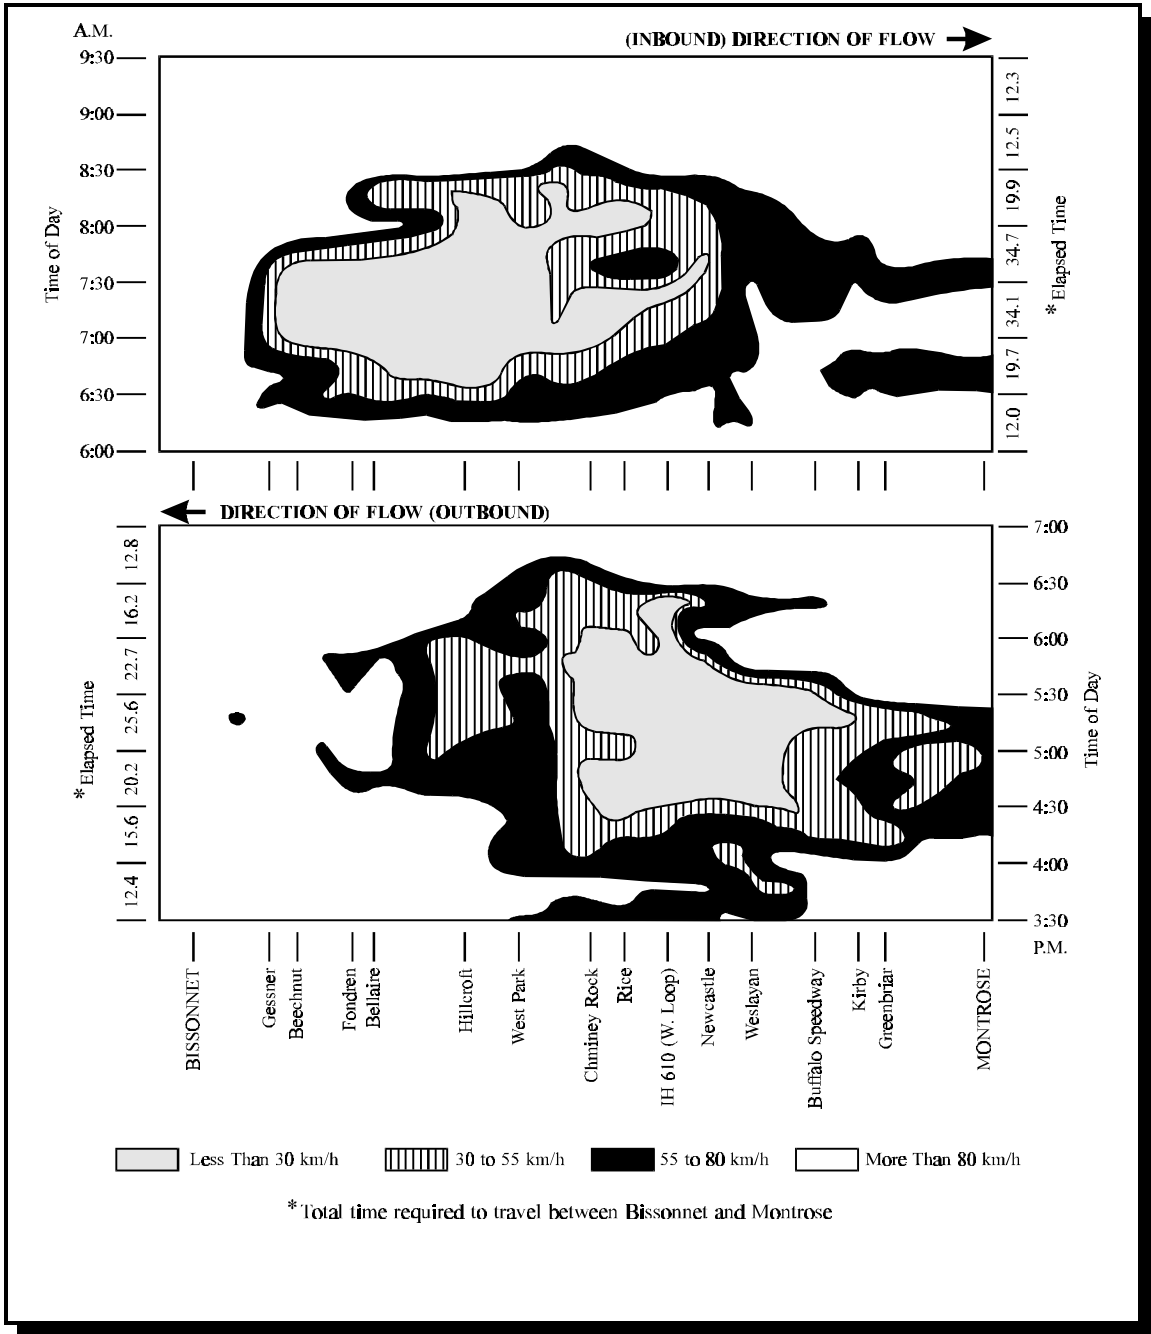 A.M.
(INBOUND) DIRECTION OF FLOW
9:30
9:00
8:30
8:00
7:30
7:00
6:30
6:00
Time of Day
12.3
12.5
19.9
34.7
34.1
19.7
12.0
*Elapsed Time
DIRECTION OF FLOW (OUTBOUND)
12.8
16.2
22.7
25.6
20.2
15.6
12.4
*Elapsed Time
7:00
6:30
6:00
5:30
5:00
4:30
4:00
3:30
P.M.
Time of Day
BISSONNET
Gessner
Beechnut
Fondren
Bellaire
Hillcroft
West Park
Chminey Rock
Rice
IH 610 (W. Loop)
Newcastle
Weslayan
Buffalo Speedway
Kirby
Greenbriar
MONTROSE
Less Than 30 km/h
30 to 55 km/h
55 to 80 km/h
More Than 80 km/h
*Total time required to travel between Bissonnet and Montrose